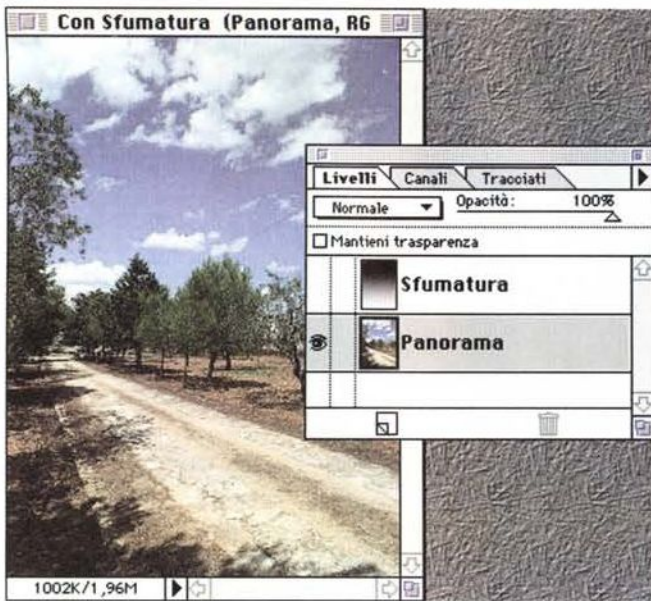 Con Sfumatura (Panorama, RG
Livelli Canali Tracciati
Normale Opacità: 100%
Mantieni trasparenza
Sfumatura
Panorama
1002K/1,96M